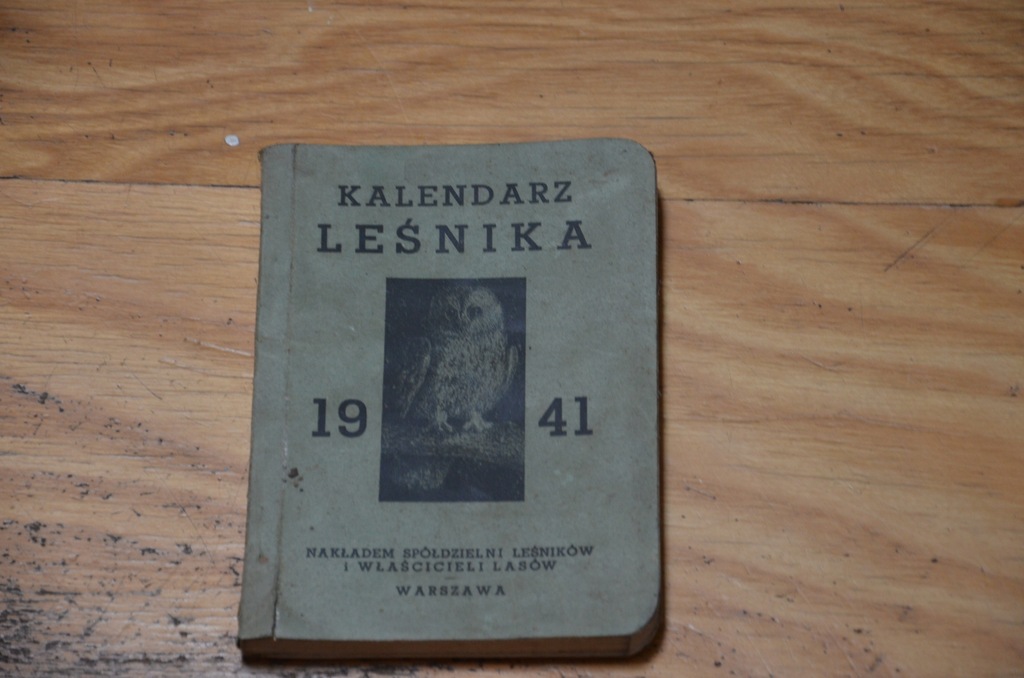 KALENDARZ
LEŚNIKA
19 41
NAKŁADEM SPÓŁDZIELNI LEŚNIKÓW
I WŁAŚCICIELI LASÓW
WARSZAWA